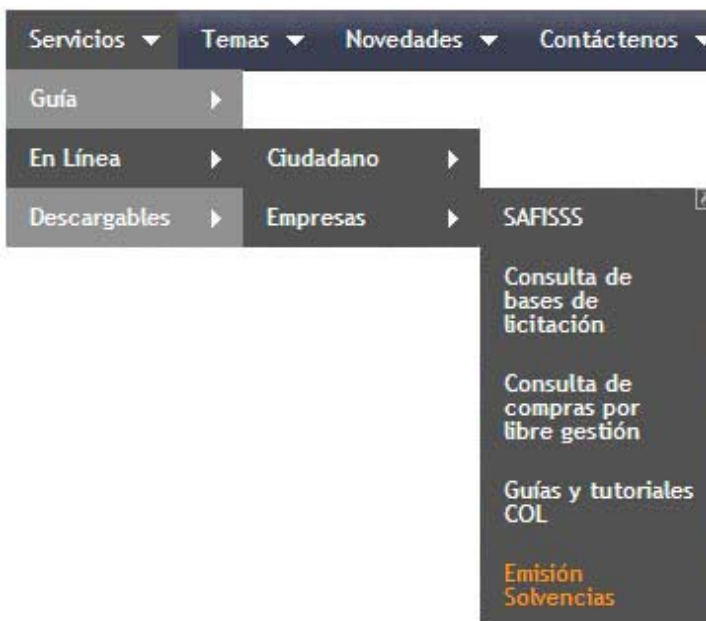 Servicios Temas Novedades Contáctenos
Guía
En Línea Ciudadano
Descargables Empresas SAFISSS
Consulta de
bases de
licitación
Consulta de
compras por
libre gestión
Guías y tutoriales
COL
Emisión
Solvencias